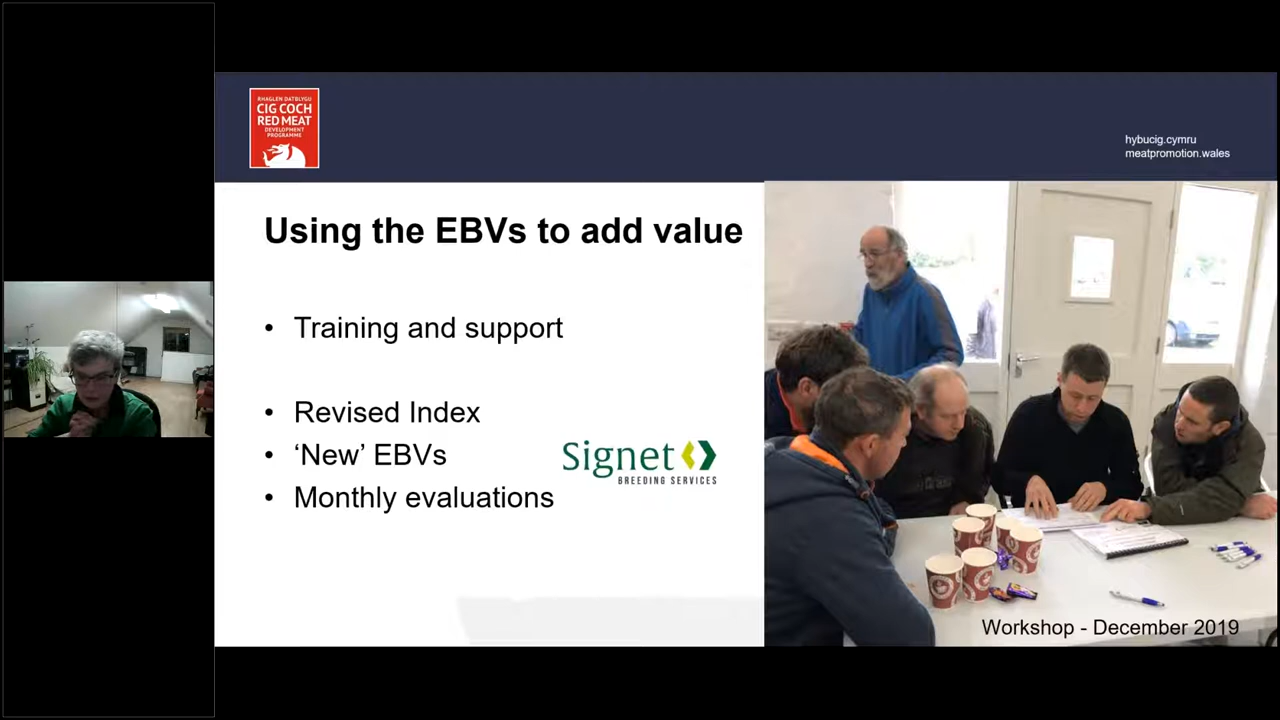 RHAGLEN DATBLYGU
CIG COCH
RED MEAT
DEVELOPMENT
PROGRAMME
hybucig.cymru
meatpromotion.wales
Using the EBVs to add value
• Training and support
• Revised Index
• ‘New’ EBVs
• Monthly evaluations
Signet
BREEDING SERVICES
Workshop - December 2019